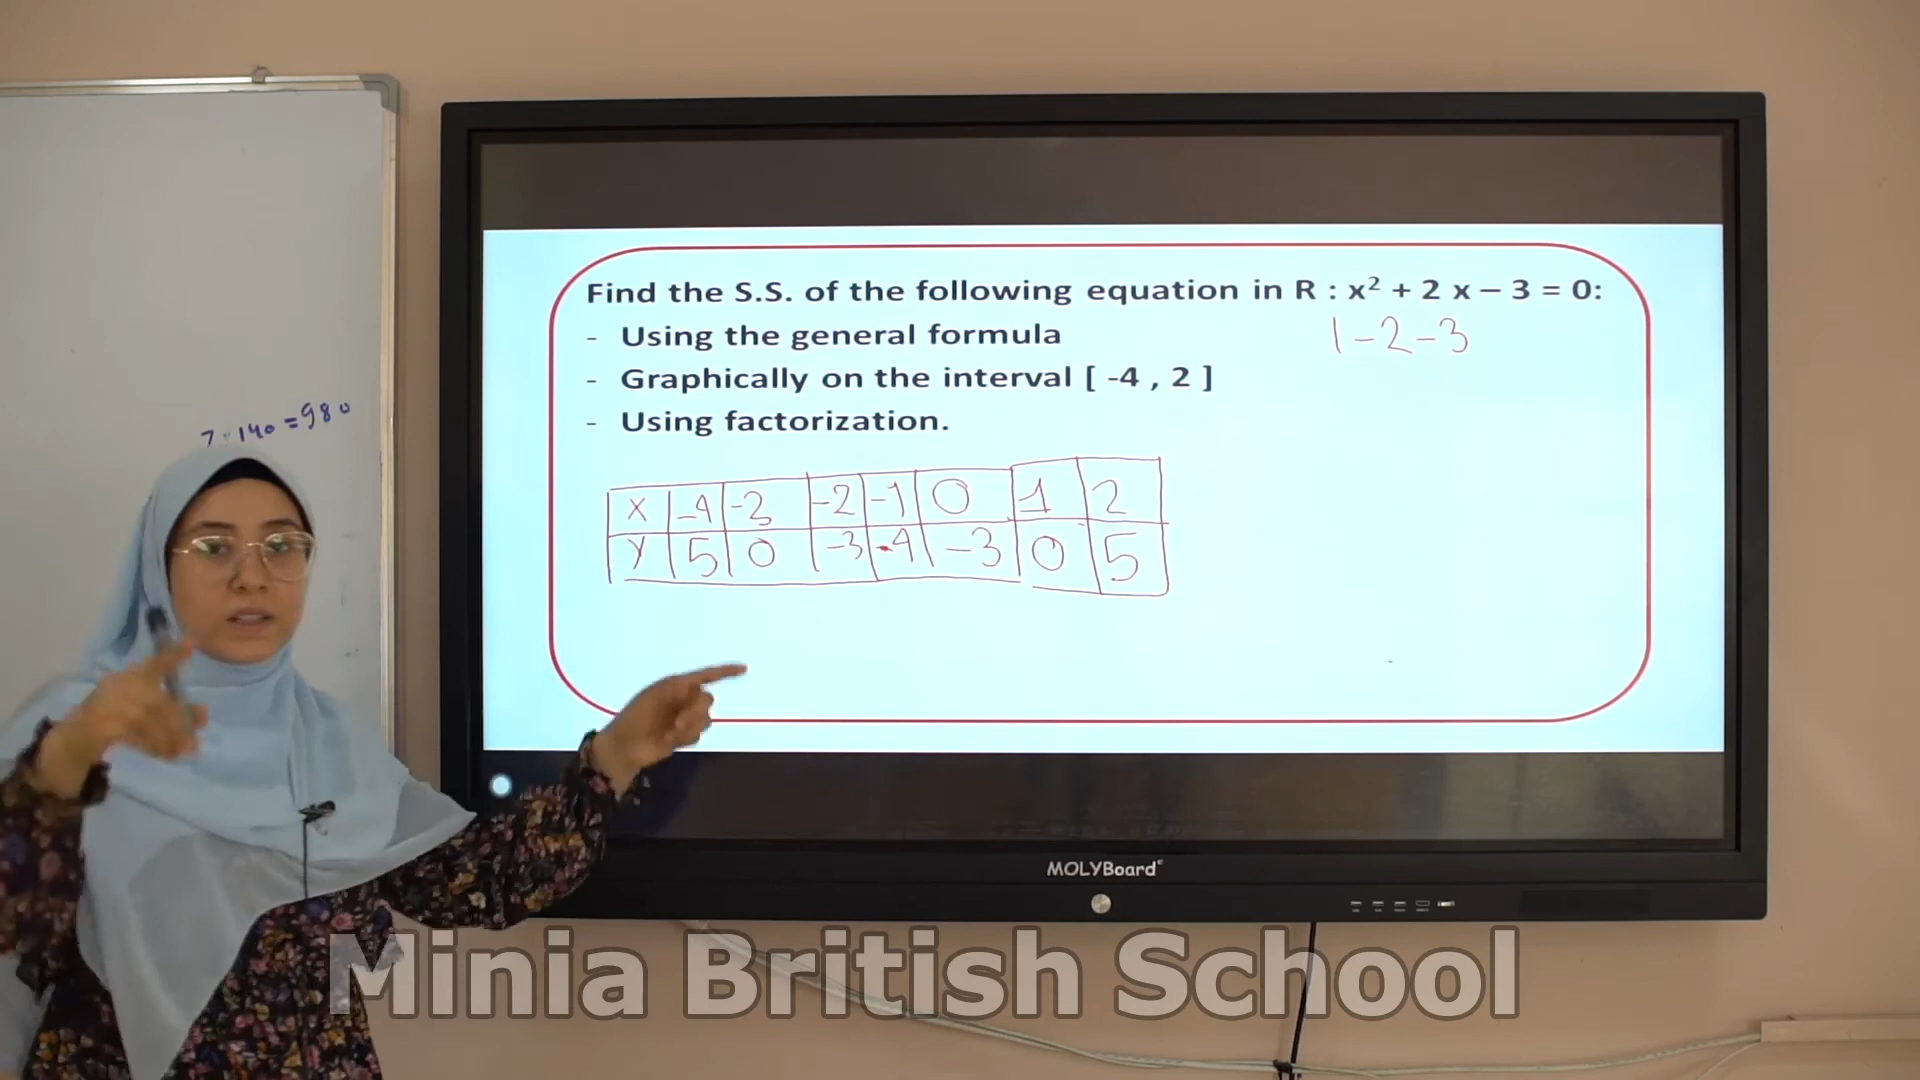 7 · 140 = 980
Find the S.S. of the following equation in R : x² + 2 x – 3 = 0:
- Using the general formula
1 - 2 - 3
- Graphically on the interval [ -4 , 2 ]
- Using factorization.
X -4 -3 -2 -1 0 1 2
Y 5 0 -3 -4 -3 0 5
MOLYBoard
Minia British School